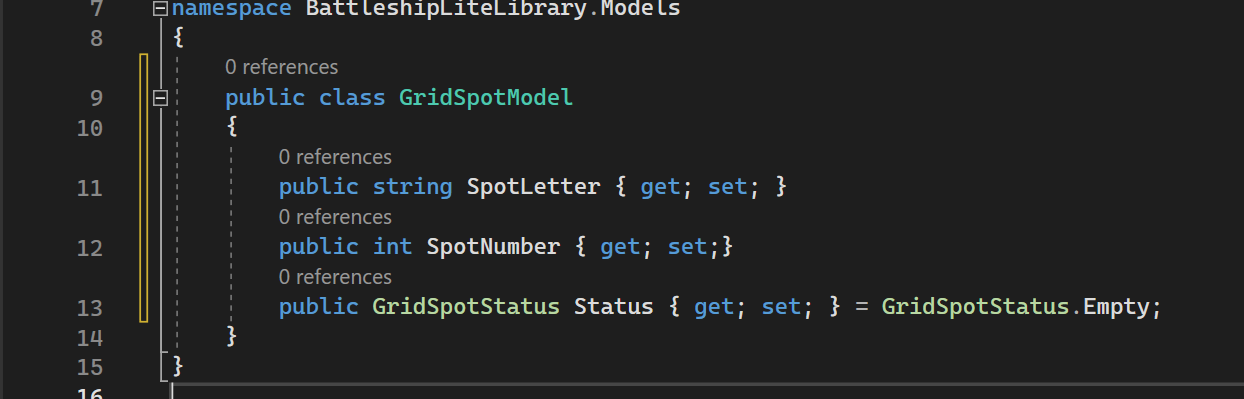 7 namespace BattleshipLiteLibrary.Models
8 {
0 references
9 public class GridSpotModel
10 {
0 references
11 public string SpotLetter { get; set; }
0 references
12 public int SpotNumber { get; set;}
0 references
13 public GridSpotStatus Status { get; set; } = GridSpotStatus.Empty;
14 }
15 }
16